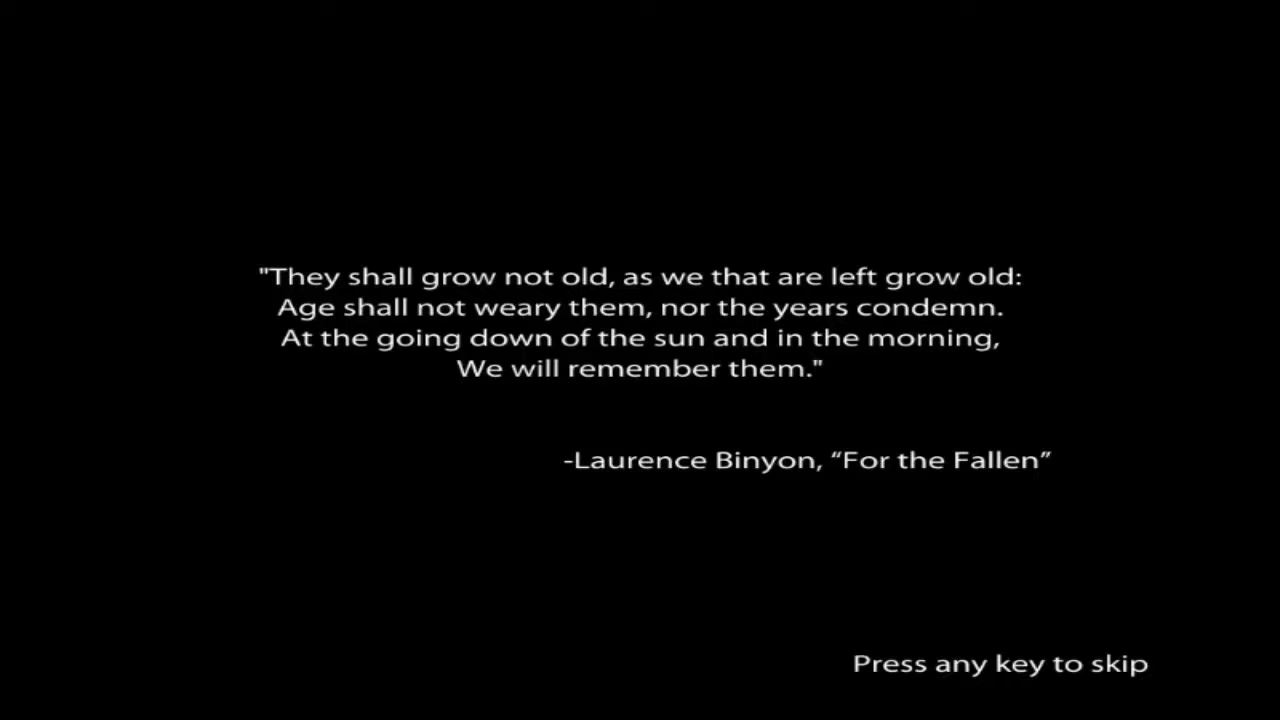 "They shall grow not old, as we that are left grow old:
Age shall not weary them, nor the years condemn.
At the going down of the sun and in the morning,
We will remember them."
-Laurence Binyon, “For the Fallen”
Press any key to skip